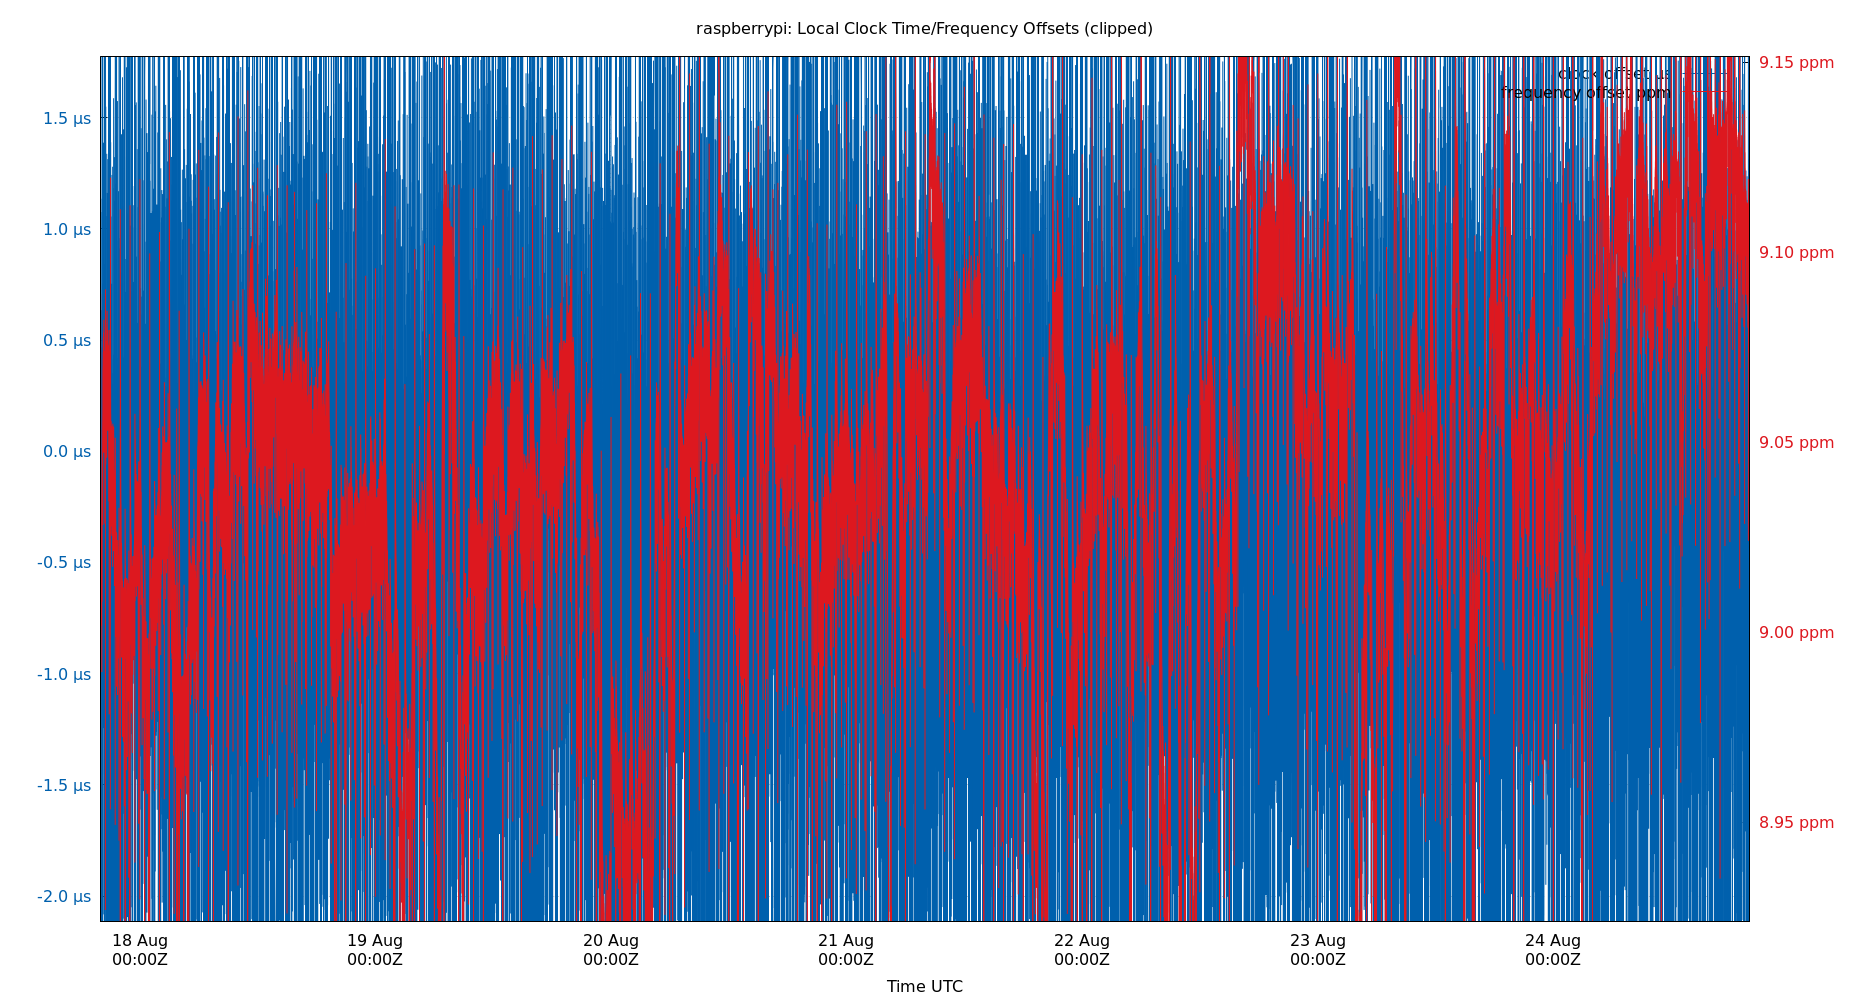 raspberrypi: Local Clock Time/Frequency Offsets (clipped)
9.15 ppm
clock offset µs
frequency offset ppm
1.5 µs
1.0 µs
9.10 ppm
0.5 µs
0.0 µs
9.05 ppm
-0.5 µs
9.00 ppm
-1.0 µs
-1.5 µs
8.95 ppm
-2.0 µs
18 Aug 19 Aug 20 Aug 21 Aug 22 Aug 23 Aug 24 Aug
00:00Z 00:00Z 00:00Z 00:00Z 00:00Z 00:00Z 00:00Z
Time UTC